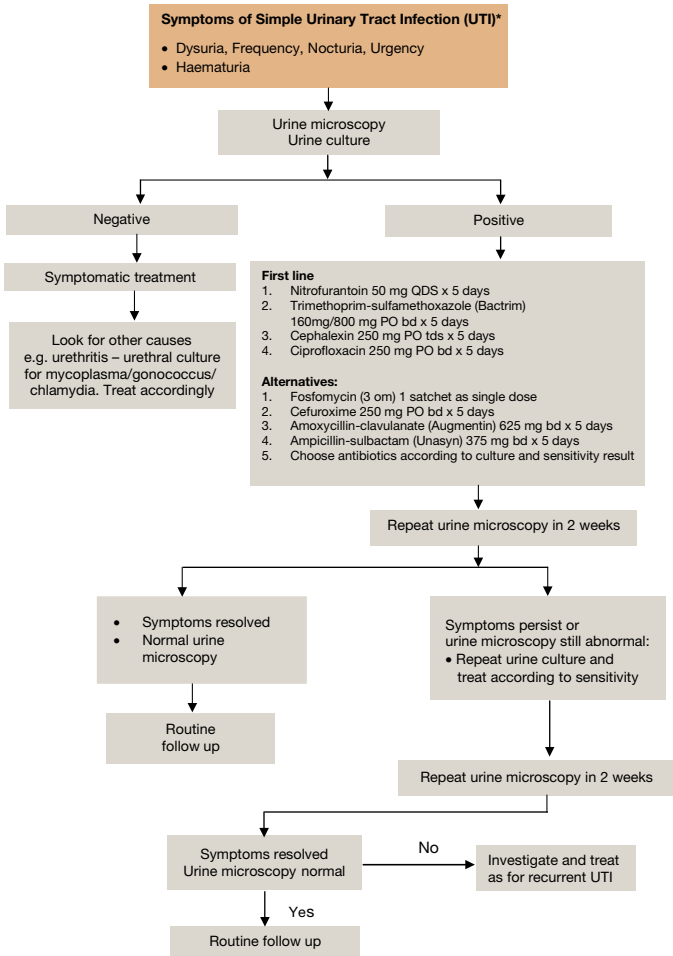 Symptoms of Simple Urinary Tract Infection (UTI)*
• Dysuria, Frequency, Nocturia, Urgency
• Haematuria
Urine microscopy
Urine culture
Negative
Positive
Symptomatic treatment
Look for other causes
e.g. urethritis – urethral culture
for mycoplasma/gonococcus/
chlamydia. Treat accordingly
First line
1. Nitrofurantoin 50 mg QDS x 5 days
2. Trimethoprim-sulfamethoxazole (Bactrim)
160mg/800 mg PO bd x 5 days
3. Cephalexin 250 mg PO tds x 5 days
4. Ciprofloxacin 250 mg PO bd x 5 days
Alternatives:
1. Fosfomycin (3 om) 1 satchet as single dose
2. Cefuroxime 250 mg PO bd x 5 days
3. Amoxycillin-clavulanate (Augmentin) 625 mg bd x 5 days
4. Ampicillin-sulbactam (Unasyn) 375 mg bd x 5 days
5. Choose antibiotics according to culture and sensitivity result
Repeat urine microscopy in 2 weeks
• Symptoms resolved
• Normal urine
microscopy
Symptoms persist or
urine microscopy still abnormal:
• Repeat urine culture and
treat according to sensitivity
Routine
follow up
Repeat urine microscopy in 2 weeks
Symptoms resolved
Urine microscopy normal
No
Investigate and treat
as for recurrent UTI
Yes
Routine follow up